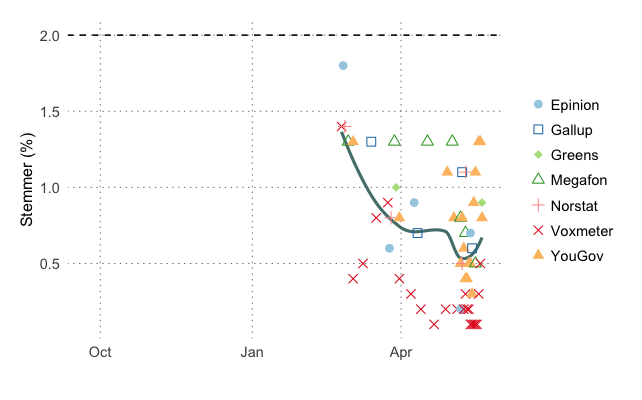 2.0
1.5
1.0
0.5
Stemmer (%)
Oct
Jan
Apr
Epinion
Gallup
Greens
Megafon
Norstat
Voxmeter
YouGov